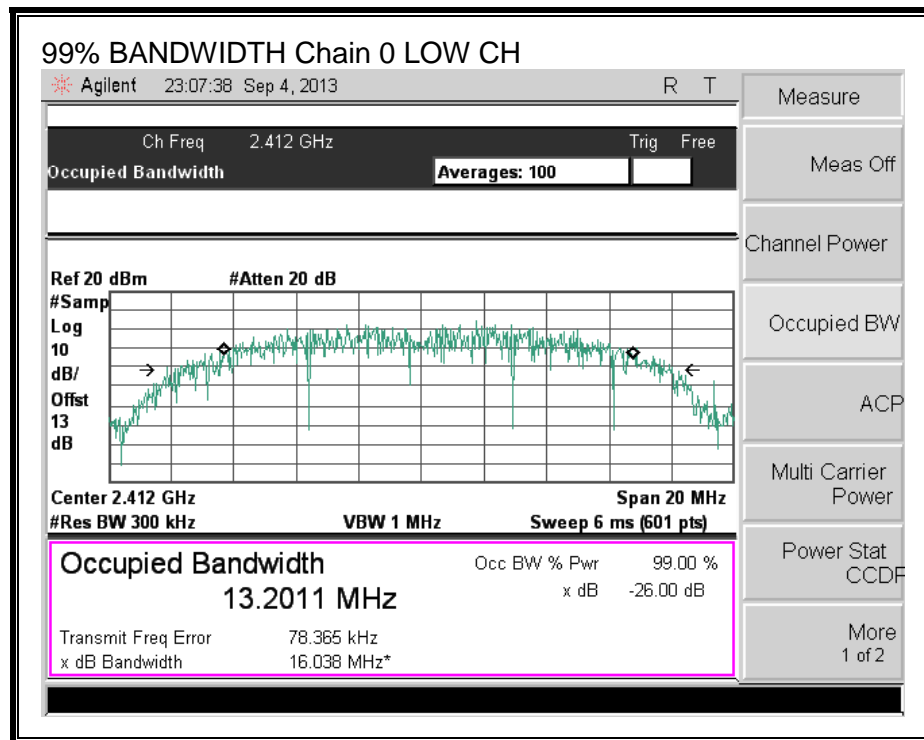 99% BANDWIDTH Chain 0 LOW CH
Agilent 23:07:38 Sep 4, 2013 R T
Ch Freq 2.412 GHz Trig Free
Occupied Bandwidth Averages: 100
Ref 20 dBm #Atten 20 dB
#Samp
Log
10
dB/
Offst
13
dB
Center 2.412 GHz Span 20 MHz
#Res BW 300 kHz VBW 1 MHz Sweep 6 ms (601 pts)
Occupied Bandwidth Occ BW % Pwr 99.00 %
13.2011 MHz x dB -26.00 dB
Transmit Freq Error 78.365 kHz
x dB Bandwidth 16.038 MHz*
Measure
Meas Off
Channel Power
Occupied BW
ACP
Multi Carrier
Power
Power Stat
CCDF
More
1 of 2